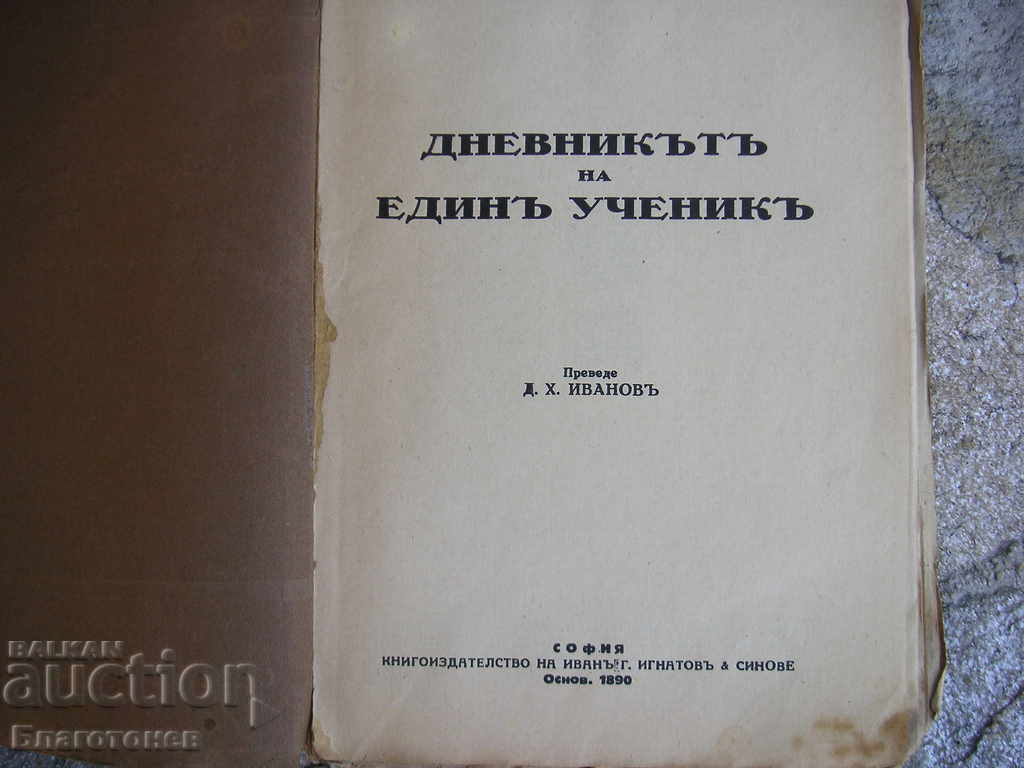 ДНЕВНИКЪТЪ
НА
ЕДИНЪ УЧЕНИКЪ
Преведе
Д. Х. ИВАНОВЪ
СОФИЯ
КНИГОИЗДАТЕЛСТВО НА ИВАНЪ Г. ИГНАТОВЪ & СИНОВЕ
Основ. 1890
BALKAN
auction
Благотонев